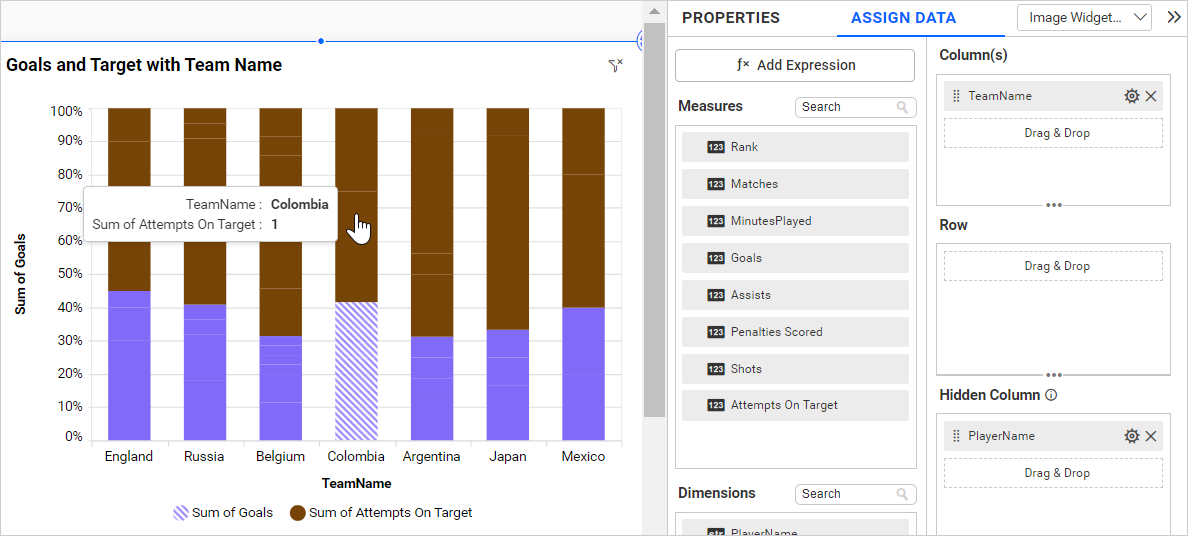 PROPERTIES
ASSIGN DATA
Image Widget...
Goals and Target with Team Name
100%
90%
80%
70%
60%
50%
40%
30%
20%
10%
0%
Sum of Goals
TeamName : Colombia
Sum of Attempts On Target : 1
England Russia Belgium Colombia Argentina Japan Mexico
TeamName
Sum of Goals Sum of Attempts On Target
ƒx Add Expression
Measures
Search
123 Rank
123 Matches
123 MinutesPlayed
123 Goals
123 Assists
123 Penalties Scored
123 Shots
123 Attempts On Target
Dimensions
Search
str PlayerName
Column(s)
TeamName
Drag & Drop
Row
Drag & Drop
Hidden Column
PlayerName
Drag & Drop